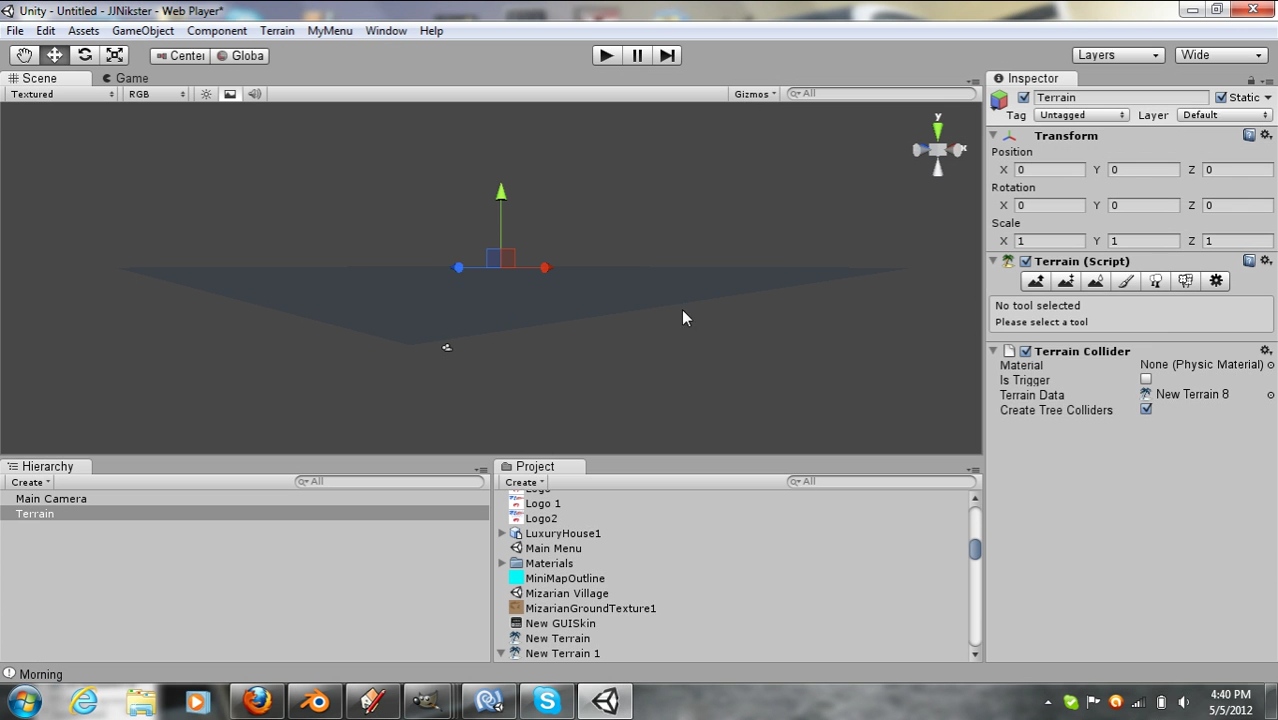 Unity - Untitled - JJNikster - Web Player*
File Edit Assets GameObject Component Terrain MyMenu Window Help
Center Globa Layers Wide
Scene Game Inspector
Textured RGB Gizmos All
Terrain Static
Tag Untagged Layer Default
Transform
Position
X 0 Y 0 Z 0
Rotation
X 0 Y 0 Z 0
Scale
X 1 Y 1 Z 1
Terrain (Script)
No tool selected
Please select a tool
Terrain Collider
Material None (Physic Material)
Is Trigger
Terrain Data New Terrain 8
Create Tree Colliders
y
x
Hierarchy
Create All
Main Camera
Terrain
Project
Create All
Logo
Logo 1
Logo2
LuxuryHouse1
Main Menu
Materials
MiniMapOutline
Mizarian Village
MizarianGroundTexture1
New GUISkin
New Terrain
New Terrain 1
Morning
4:40 PM
5/5/2012